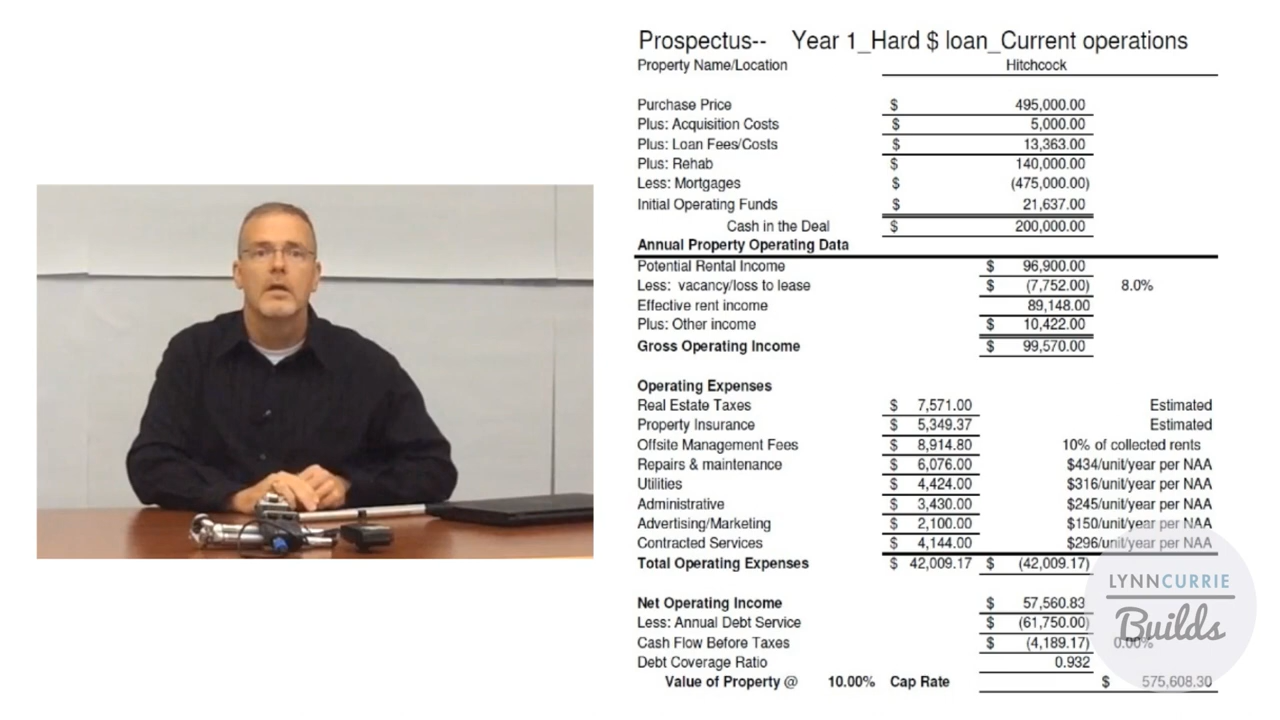 Prospectus-- Year 1_Hard $ loan_Current operations
Property Name/Location Hitchcock
Purchase Price $ 495,000.00
Plus: Acquisition Costs $ 5,000.00
Plus: Loan Fees/Costs $ 13,363.00
Plus: Rehab $ 140,000.00
Less: Mortgages $ (475,000.00)
Initial Operating Funds $ 21,637.00
Cash in the Deal $ 200,000.00
Annual Property Operating Data
Potential Rental Income $ 96,900.00
Less: vacancy/loss to lease $ (7,752.00) 8.0%
Effective rent income 89,148.00
Plus: Other income $ 10,422.00
Gross Operating Income $ 99,570.00
Operating Expenses
Real Estate Taxes $ 7,571.00 Estimated
Property Insurance $ 5,349.37 Estimated
Offsite Management Fees $ 8,914.80 10% of collected rents
Repairs & maintenance $ 6,076.00 $434/unit/year per NAA
Utilities $ 4,424.00 $316/unit/year per NAA
Administrative $ 3,430.00 $245/unit/year per NAA
Advertising/Marketing $ 2,100.00 $150/unit/year per NAA
Contracted Services $ 4,144.00 $296/unit/year per NAA
Total Operating Expenses $ 42,009.17 $ (42,009.17)
Net Operating Income $ 57,560.83
Less: Annual Debt Service $ (61,750.00)
Cash Flow Before Taxes $ (4,189.17) 0.00%
Debt Coverage Ratio 0.932
Value of Property @ 10.00% Cap Rate $ 575,608.30
LYNNCURRIE
Builds